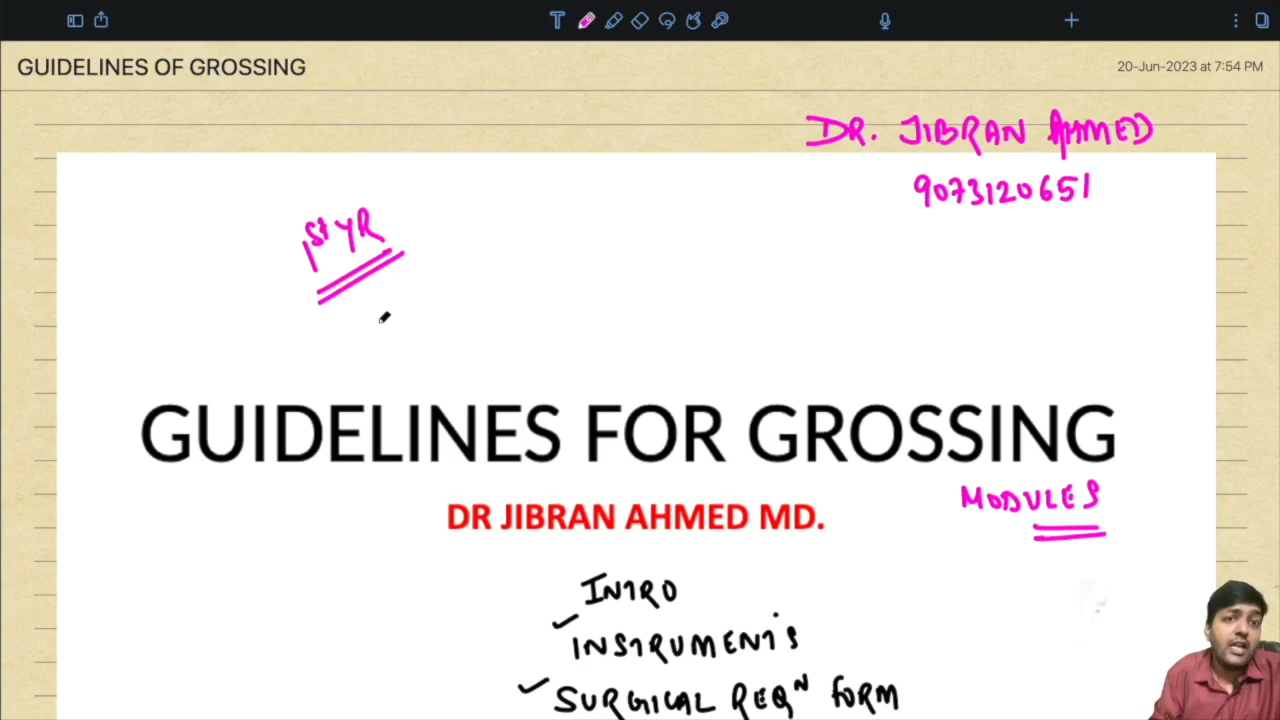 GUIDELINES OF GROSSING
20-Jun-2023 at 7:54 PM
DR. JIBRAN AHMED
9073120651
1st YR
GUIDELINES FOR GROSSING
DR JIBRAN AHMED MD.
MODULES
INTRO
INSTRUMENTS
SURGICAL REQN FORM